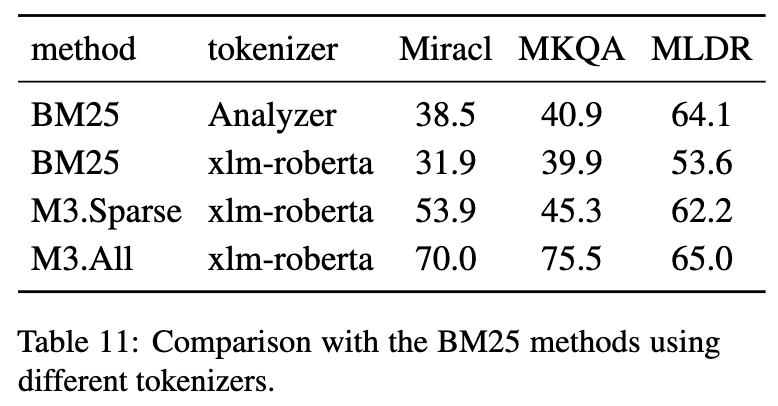 method tokenizer Miracl MKQA MLDR
BM25 Analyzer 38.5 40.9 64.1
BM25 xlm-roberta 31.9 39.9 53.6
M3.Sparse xlm-roberta 53.9 45.3 62.2
M3.All xlm-roberta 70.0 75.5 65.0
Table 11: Comparison with the BM25 methods using
different tokenizers.